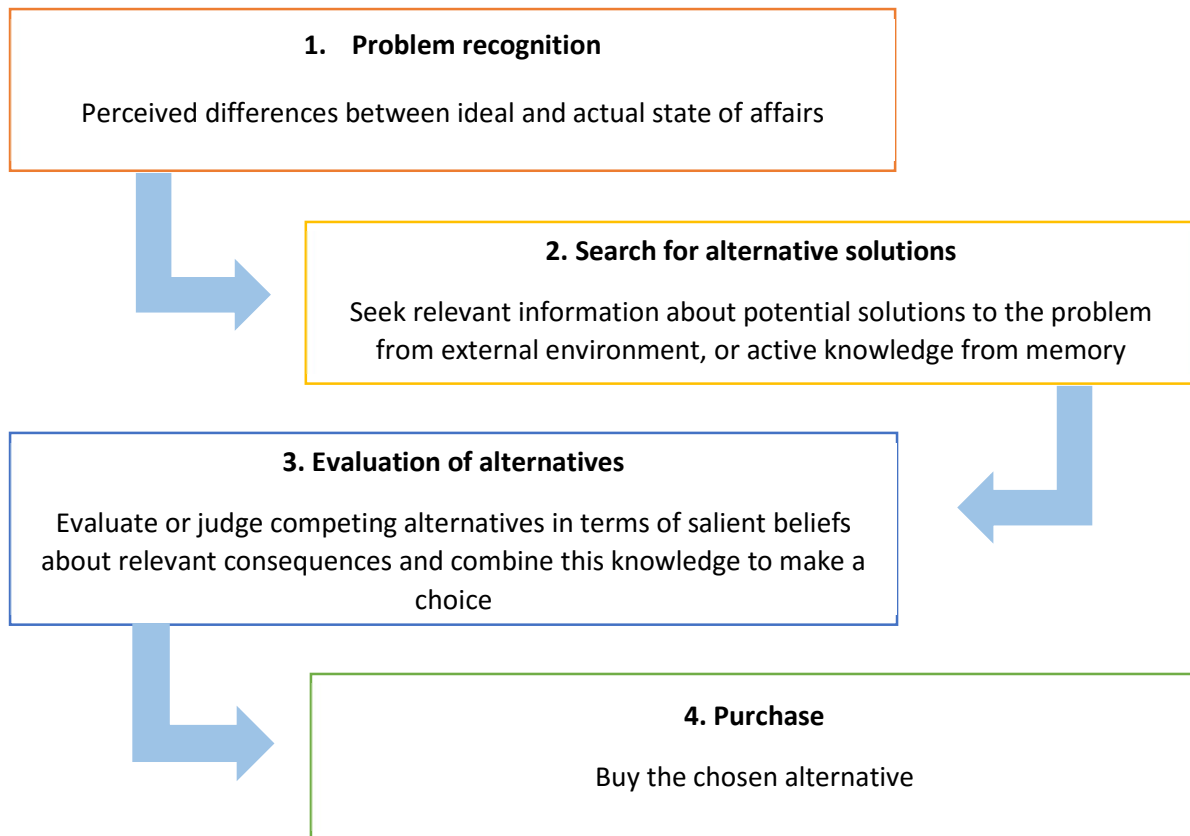 1. Problem recognition
Perceived differences between ideal and actual state of affairs
2. Search for alternative solutions
Seek relevant information about potential solutions to the problem
from external environment, or active knowledge from memory
3. Evaluation of alternatives
Evaluate or judge competing alternatives in terms of salient beliefs
about relevant consequences and combine this knowledge to make a
choice
4. Purchase
Buy the chosen alternative